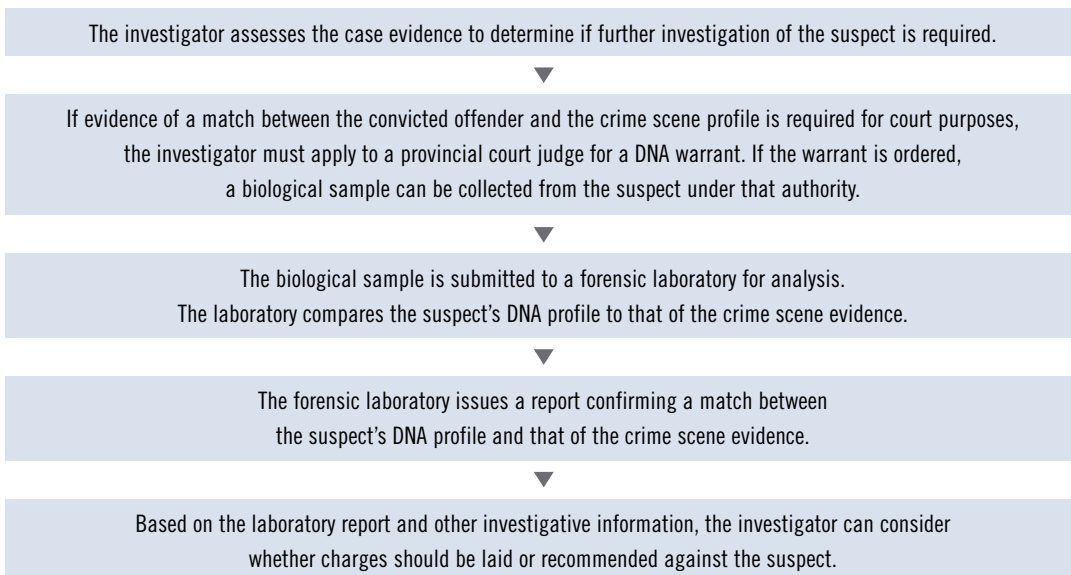 The investigator assesses the case evidence to determine if further investigation of the suspect is required.
If evidence of a match between the convicted offender and the crime scene profile is required for court purposes,
the investigator must apply to a provincial court judge for a DNA warrant. If the warrant is ordered,
a biological sample can be collected from the suspect under that authority.
The biological sample is submitted to a forensic laboratory for analysis.
The laboratory compares the suspect’s DNA profile to that of the crime scene evidence.
The forensic laboratory issues a report confirming a match between
the suspect’s DNA profile and that of the crime scene evidence.
Based on the laboratory report and other investigative information, the investigator can consider
whether charges should be laid or recommended against the suspect.